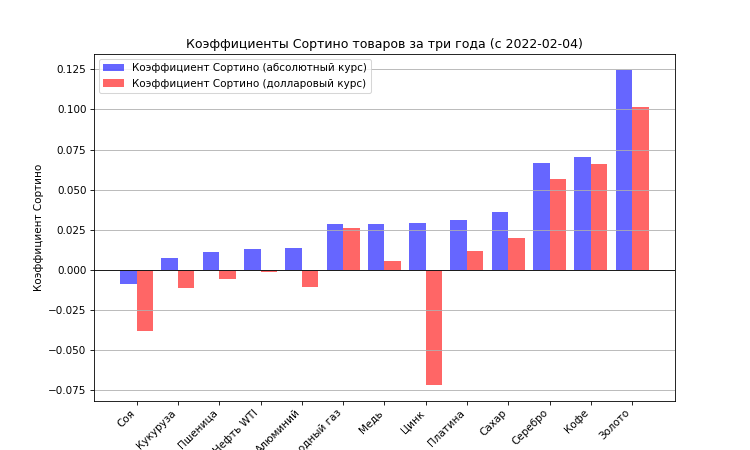 Коэффициенты Сортино товаров за три года (с 2022-02-04)
Коэффициент Сортино (абсолютный курс)
Коэффициент Сортино (долларовый курс)
Коэффициент Сортино
0.125
0.100
0.075
0.050
0.025
0.000
−0.025
−0.050
−0.075
Соя
Кукуруза
Пшеница
Нефть WTI
Алюминий
одный газ
Медь
Цинк
Платина
Сахар
Серебро
Кофе
Золото